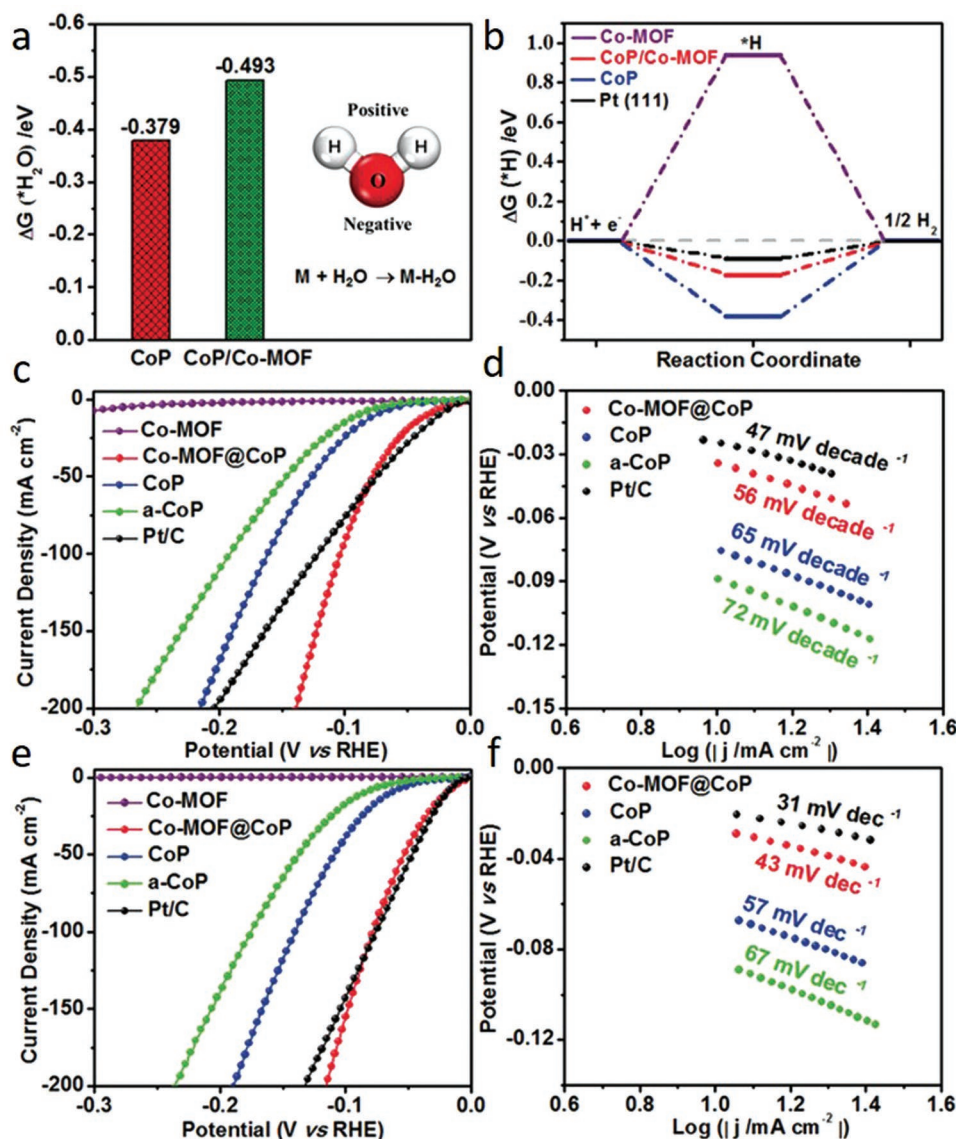 a
-0.6
-0.5
-0.4
-0.3
-0.2
-0.1
0.0
ΔG (*H₂O) /eV
-0.379
-0.493
Positive
H
H
O
Negative
M + H₂O → M-H₂O
CoP
CoP/Co-MOF
b
1.0
0.8
0.6
0.4
0.2
0.0
-0.2
-0.4
ΔG (*H) /eV
Co-MOF
CoP/Co-MOF
CoP
Pt (111)
*H
H⁺+ e⁻
1/2 H₂
Reaction Coordinate
c
0
-50
-100
-150
-200
Current Density (mA cm⁻²)
Co-MOF
Co-MOF@CoP
CoP
a-CoP
Pt/C
-0.3
-0.2
-0.1
0.0
Potential (V vs RHE)
d
0.00
-0.03
-0.06
-0.09
-0.12
-0.15
Potential (V vs RHE)
Co-MOF@CoP
CoP
a-CoP
Pt/C
47 mV decade⁻¹
56 mV decade⁻¹
65 mV decade⁻¹
72 mV decade⁻¹
0.6
0.8
1.0
1.2
1.4
1.6
Log (| j /mA cm⁻² |)
e
0
-50
-100
-150
-200
Current Density (mA cm⁻²)
Co-MOF
Co-MOF@CoP
CoP
a-CoP
Pt/C
-0.3
-0.2
-0.1
0.0
Potential (V vs RHE)
f
0.00
-0.04
-0.08
-0.12
Potential (V vs RHE)
Co-MOF@CoP
CoP
a-CoP
Pt/C
31 mV dec⁻¹
43 mV dec⁻¹
57 mV dec⁻¹
67 mV dec⁻¹
0.6
0.8
1.0
1.2
1.4
1.6
Log (| j /mA cm⁻² |)